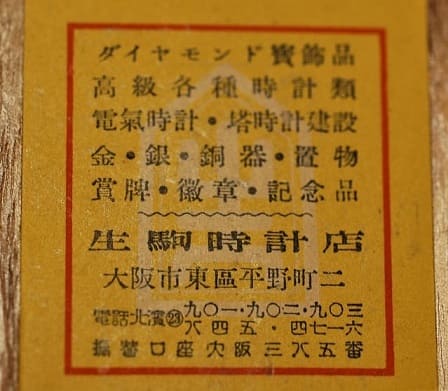 ダイヤモンド寶飾品
高級各種時計類
電氣時計・塔時計建設
金・銀・銅器・置物
賞牌・徽章・記念品
生駒時計店
大阪市東區平野町二
電話北濱㉓九〇一・九〇二・九〇三
八四五・四七一六
振替口座大阪三八五番